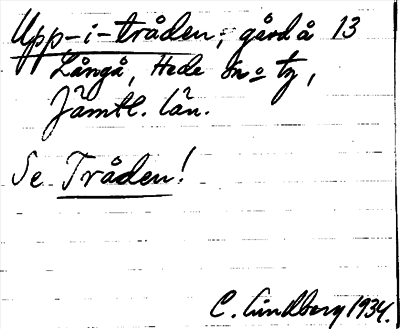 Upp-i-tråden, gård å 13
Långå, Hede sn o tg,
Jämtl. län.
Se Tråden!
C. Lindberg 1934.